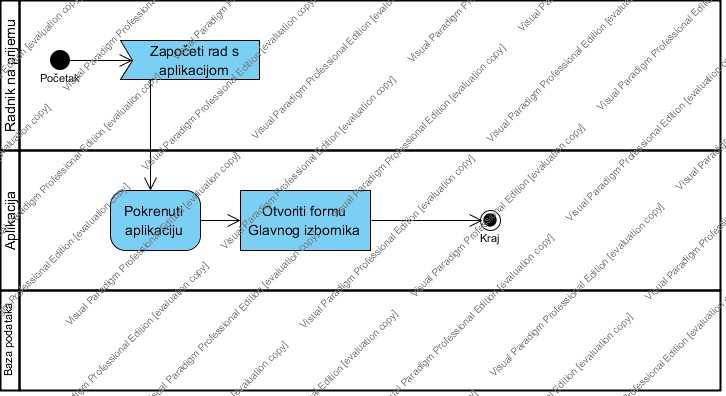 Radnik na prijemu
Početak
Započeti rad s
aplikacijom
Aplikacija
Pokrenuti
aplikaciju
Otvoriti formu
Glavnog izbornika
Kraj
Baza podataka
Visual Paradigm Professional Edition [evaluation copy]